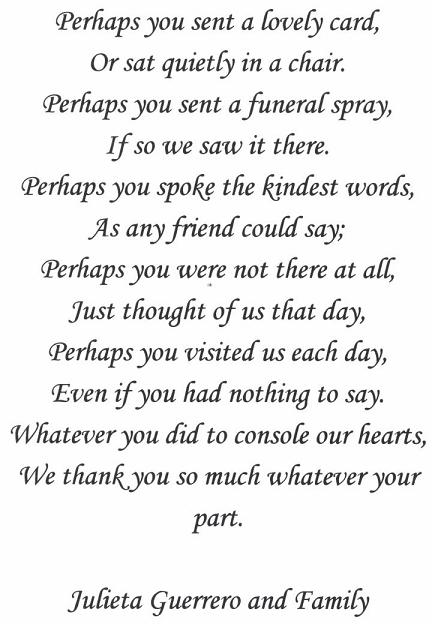 Perhaps you sent a lovely card,
Or sat quietly in a chair.
Perhaps you sent a funeral spray,
If so we saw it there.
Perhaps you spoke the kindest words,
As any friend could say;
Perhaps you were not there at all,
Just thought of us that day,
Perhaps you visited us each day,
Even if you had nothing to say.
Whatever you did to console our hearts,
We thank you so much whatever your
part.
Julieta Guerrero and Family